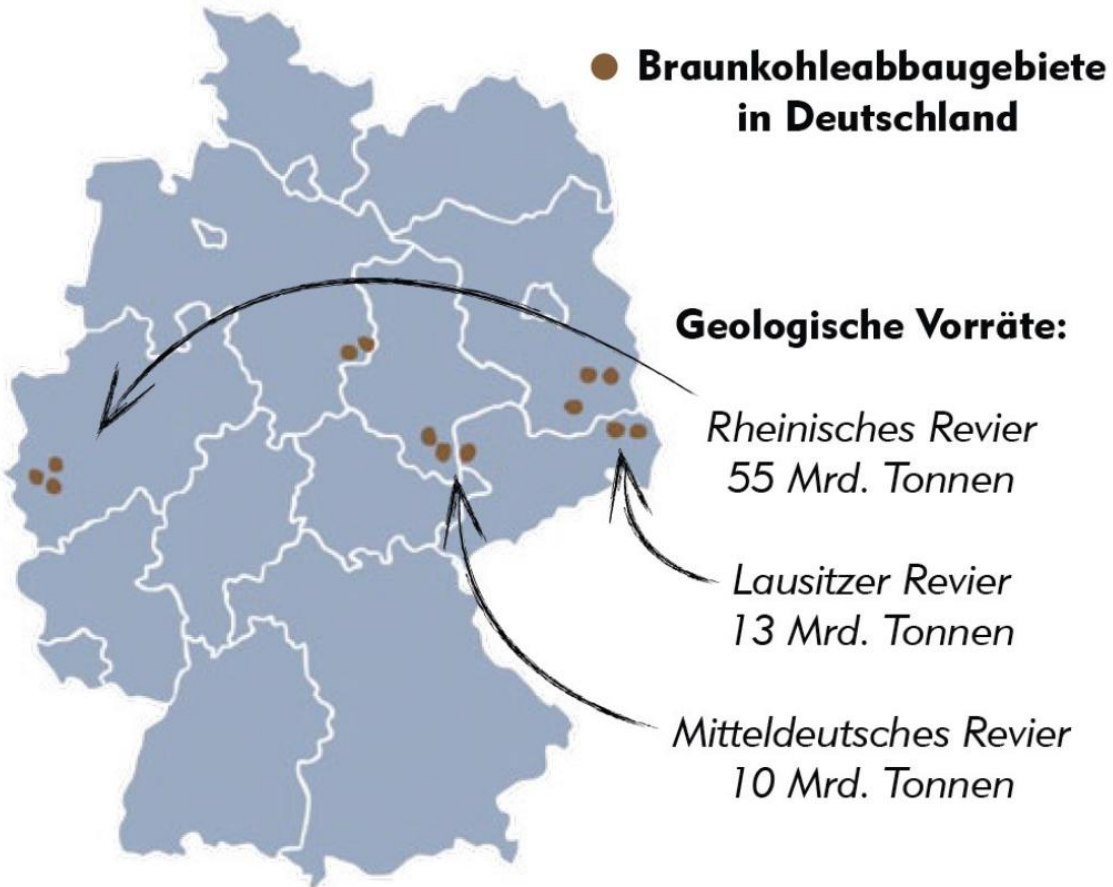 Braunkohleabbaugebiete
in Deutschland
Geologische Vorräte:
Rheinisches Revier
55 Mrd. Tonnen
Lausitzer Revier
13 Mrd. Tonnen
Mitteldeutsches Revier
10 Mrd. Tonnen